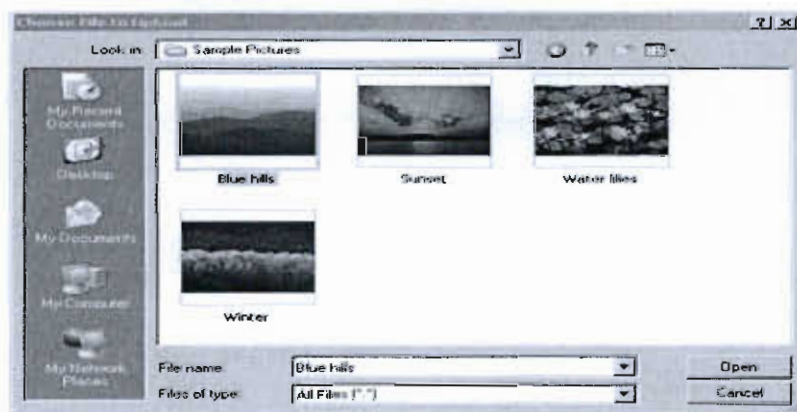 Choose File to Upload
Look in:
Sample Pictures
My Recent
Documents
Desktop
My Documents
My Computer
My Network
Places
Blue hills
Sunset
Water lilies
Winter
File name:
Blue hills
Open
Files of type:
All Files (*.*)
Cancel